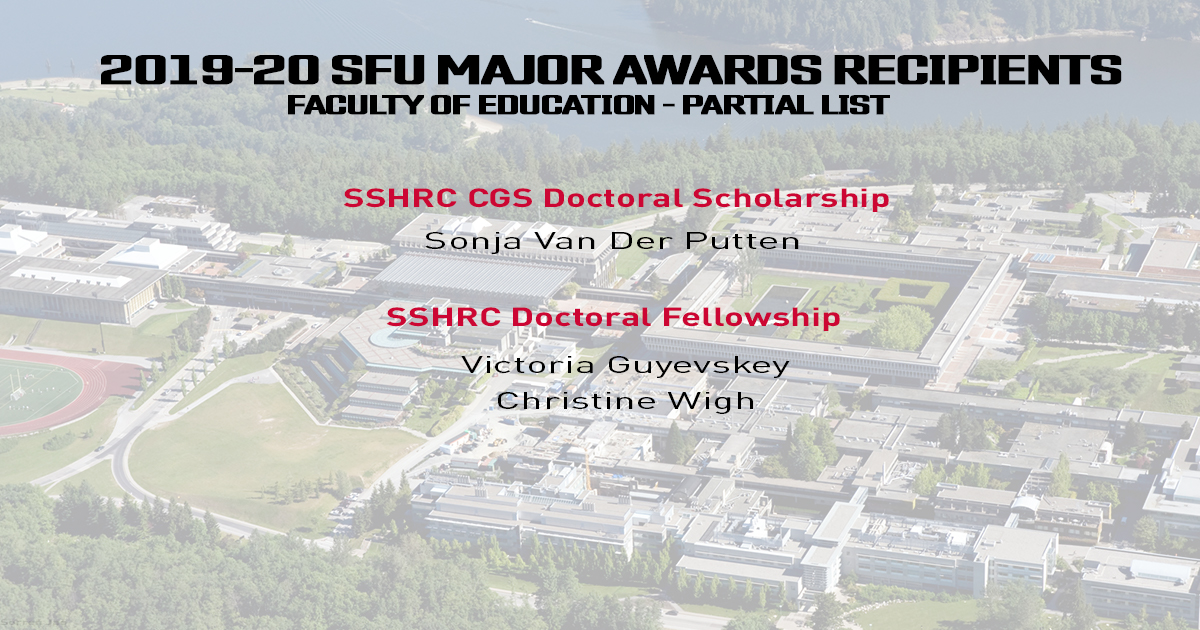 2019-20 SFU MAJOR AWARDS RECIPIENTS
FACULTY OF EDUCATION - PARTIAL LIST
SSHRC CGS Doctoral Scholarship
Sonja Van Der Putten
SSHRC Doctoral Fellowship
Victoria Guyevskey
Christine Wigh